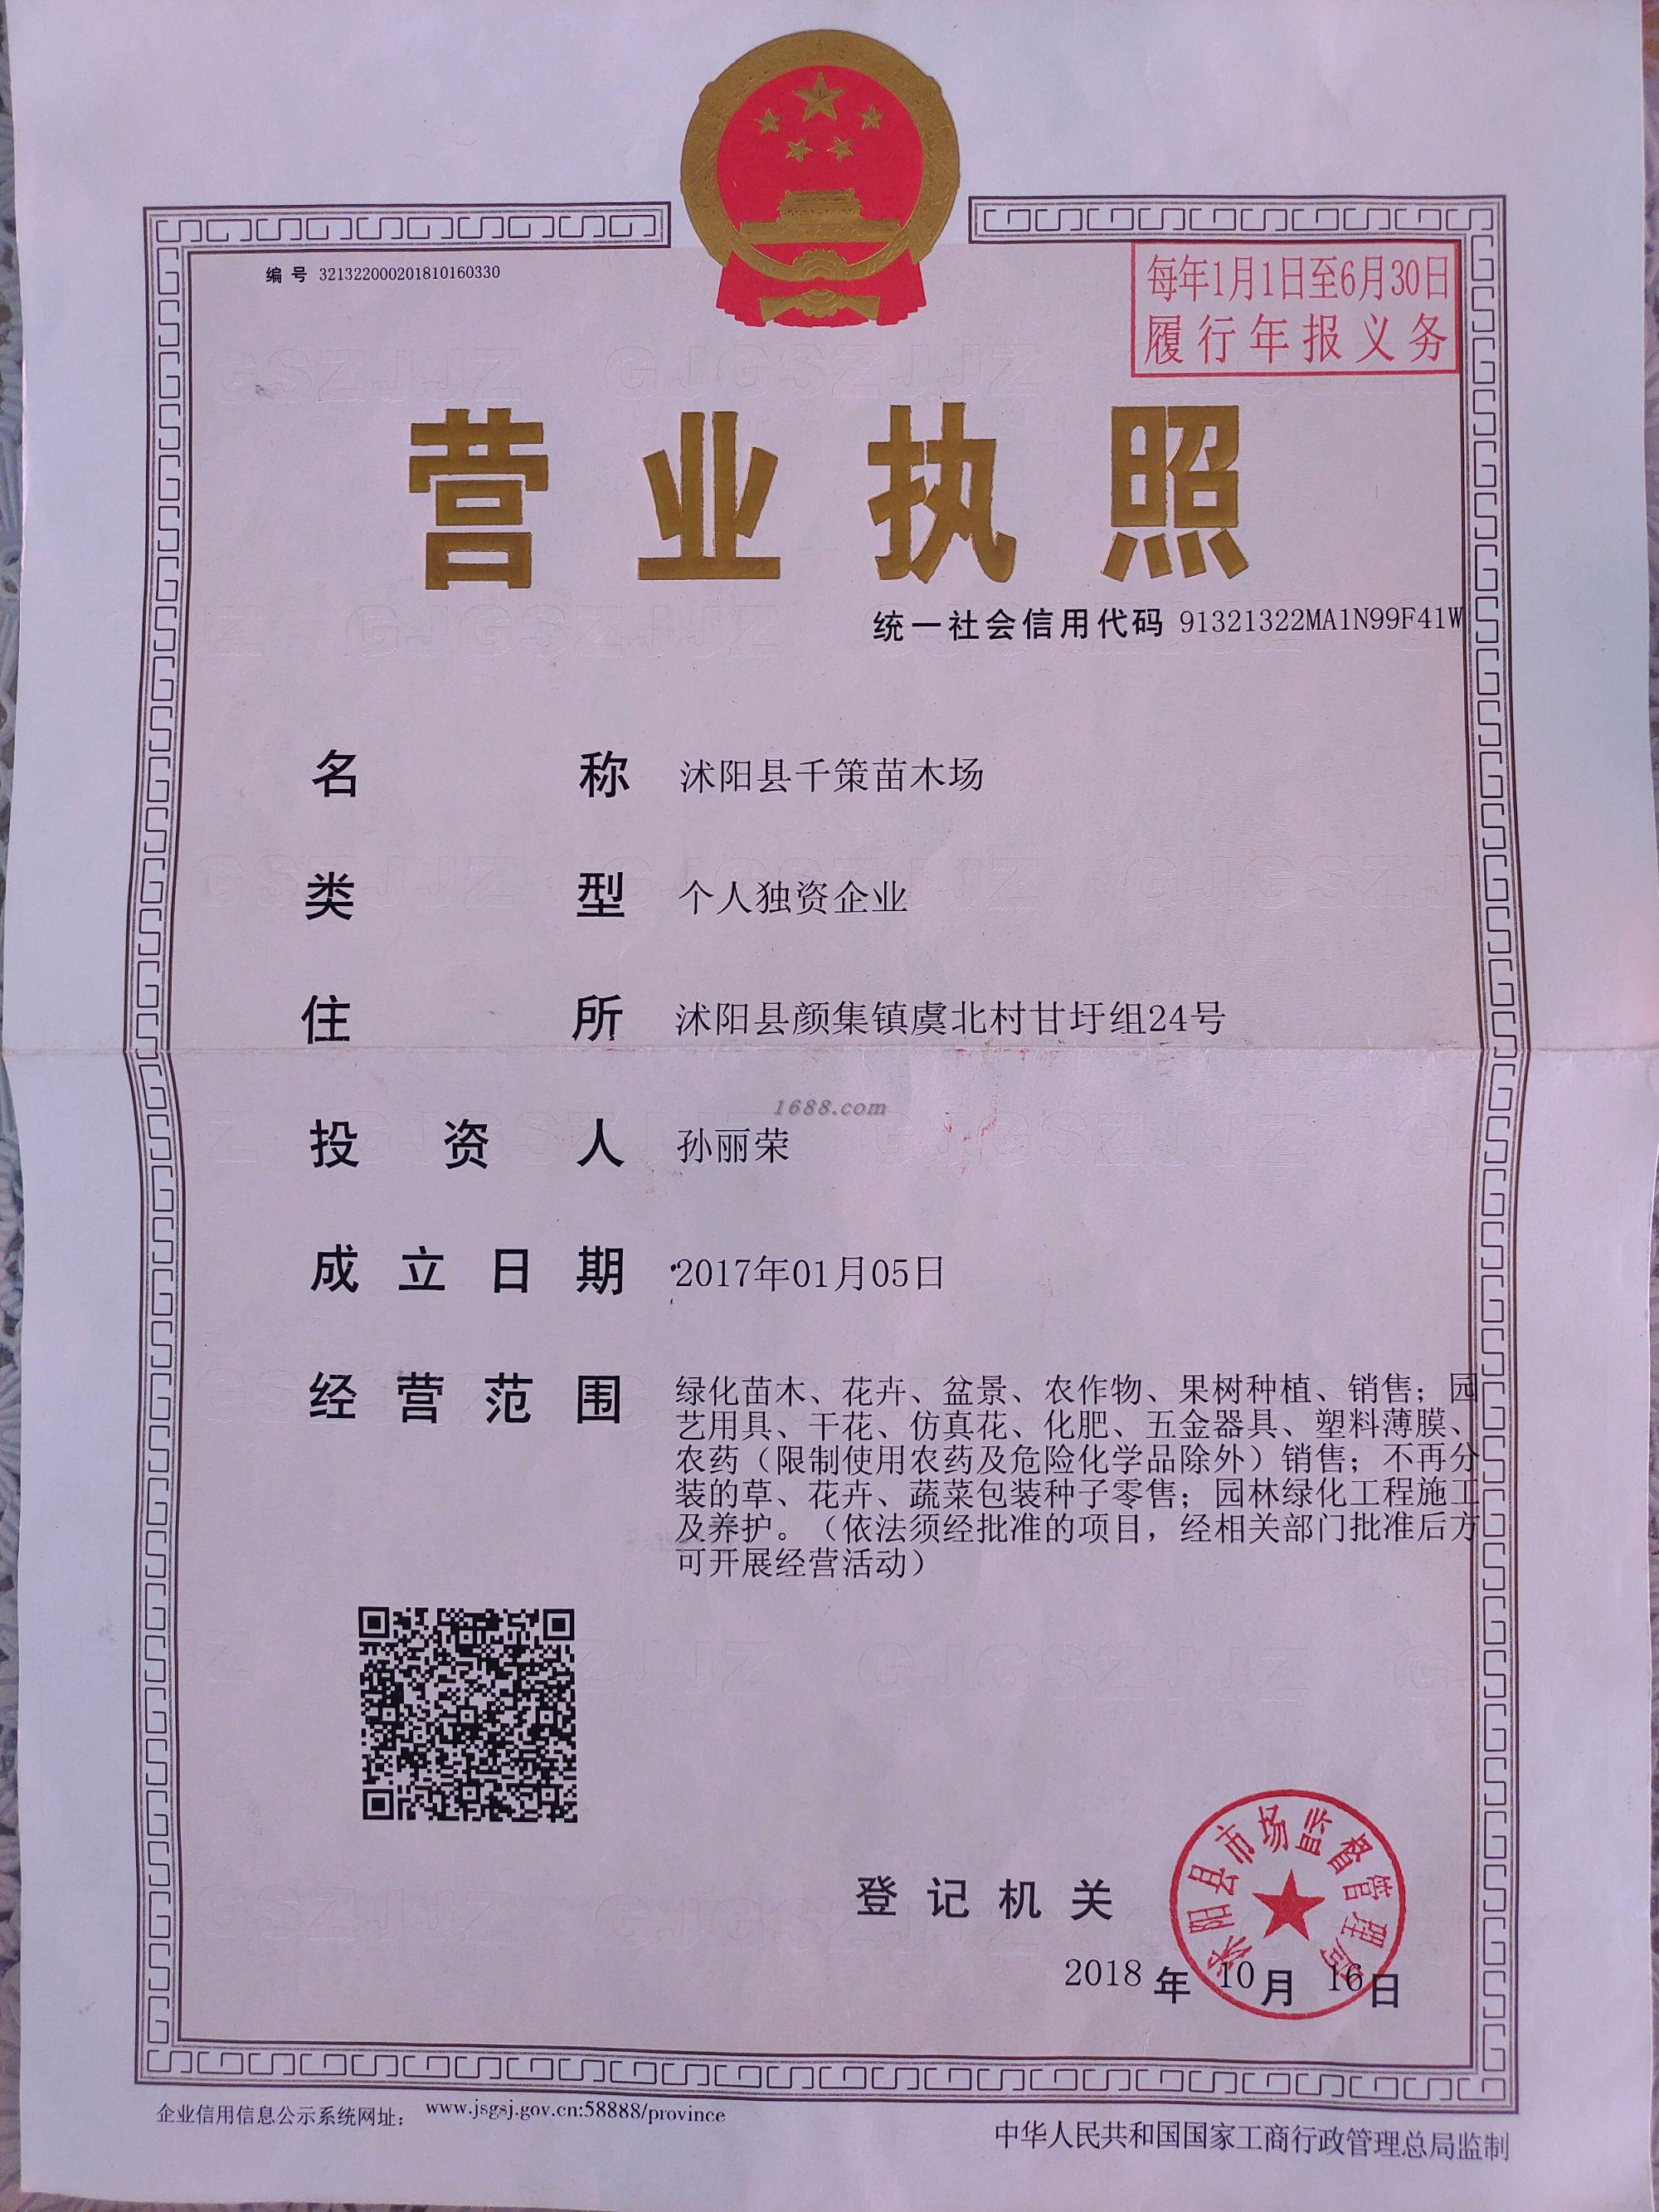 编号 321322000201810160330
每年1月1日至6月30日
履行年报义务
营业执照
统一社会信用代码 91321322MA1N99F41W
名称 沭阳县千策苗木场
类型 个人独资企业
住所 沭阳县颜集镇虞北村甘圩组24号
1688.com
投资人 孙丽荣
成立日期 2017年01月05日
经营范围 绿化苗木、花卉、盆景、农作物、果树种植、销售；园
艺用具、干花、仿真花、化肥、五金器具、塑料薄膜、
农药（限制使用农药及危险化学品除外）销售；不再分
装的草、花卉、蔬菜包装种子零售；园林绿化工程施工
及养护。（依法须经批准的项目，经相关部门批准后方
可开展经营活动）
登记机关
沭阳县市场监督管理局
2018年10月16日
企业信用信息公示系统网址： www.jsgsj.gov.cn:58888/province
中华人民共和国国家工商行政管理总局监制